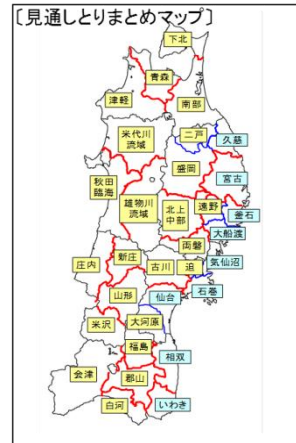 〔見通しとりまとめマップ〕
下北
青森
津軽
南部
米代川
流域
二戸
久慈
盛岡
宮古
秋田
臨海
雄物川
流域
北上
中部
遠野
釜石
大船渡
両磐
気仙沼
庄内
新庄
古川
迫
石巻
山形
仙台
米沢
大河原
福島
相双
会津
郡山
白河
いわき